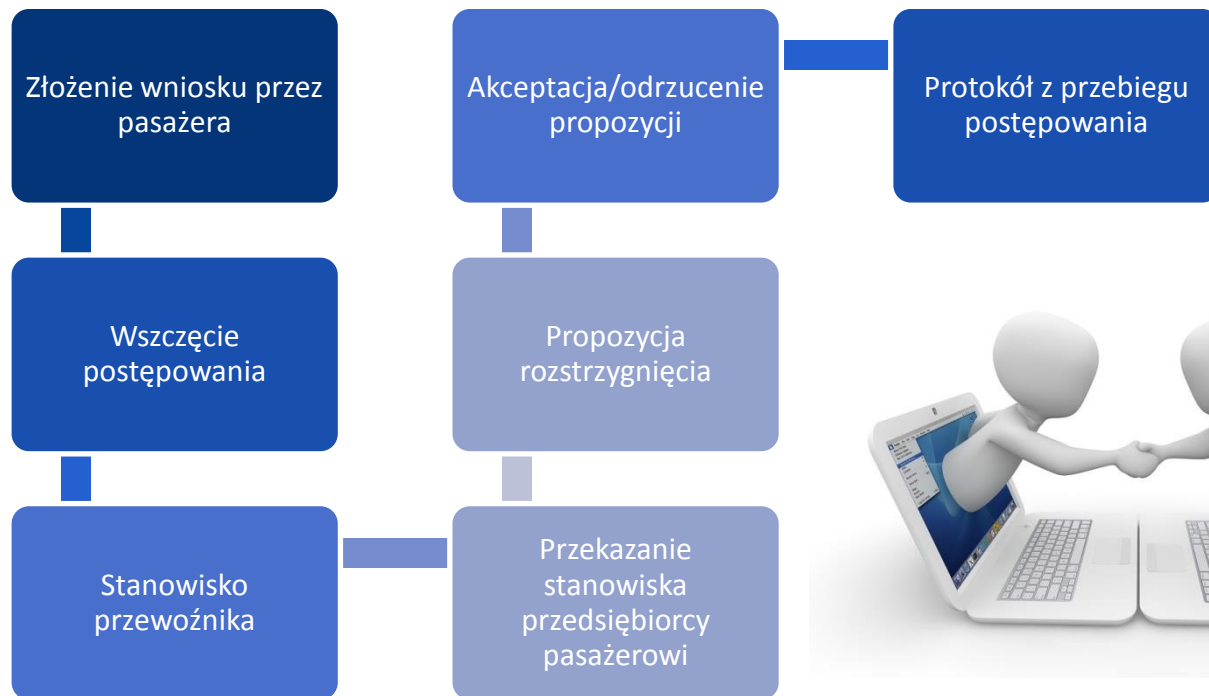 Złożenie wniosku przez
pasażera
Wszczęcie
postępowania
Stanowisko
przewoźnika
Przekazanie
stanowiska
przedsiębiorcy
pasażerowi
Propozycja
rozstrzygnięcia
Akceptacja/odrzucenie
propozycji
Protokół z przebiegu
postępowania